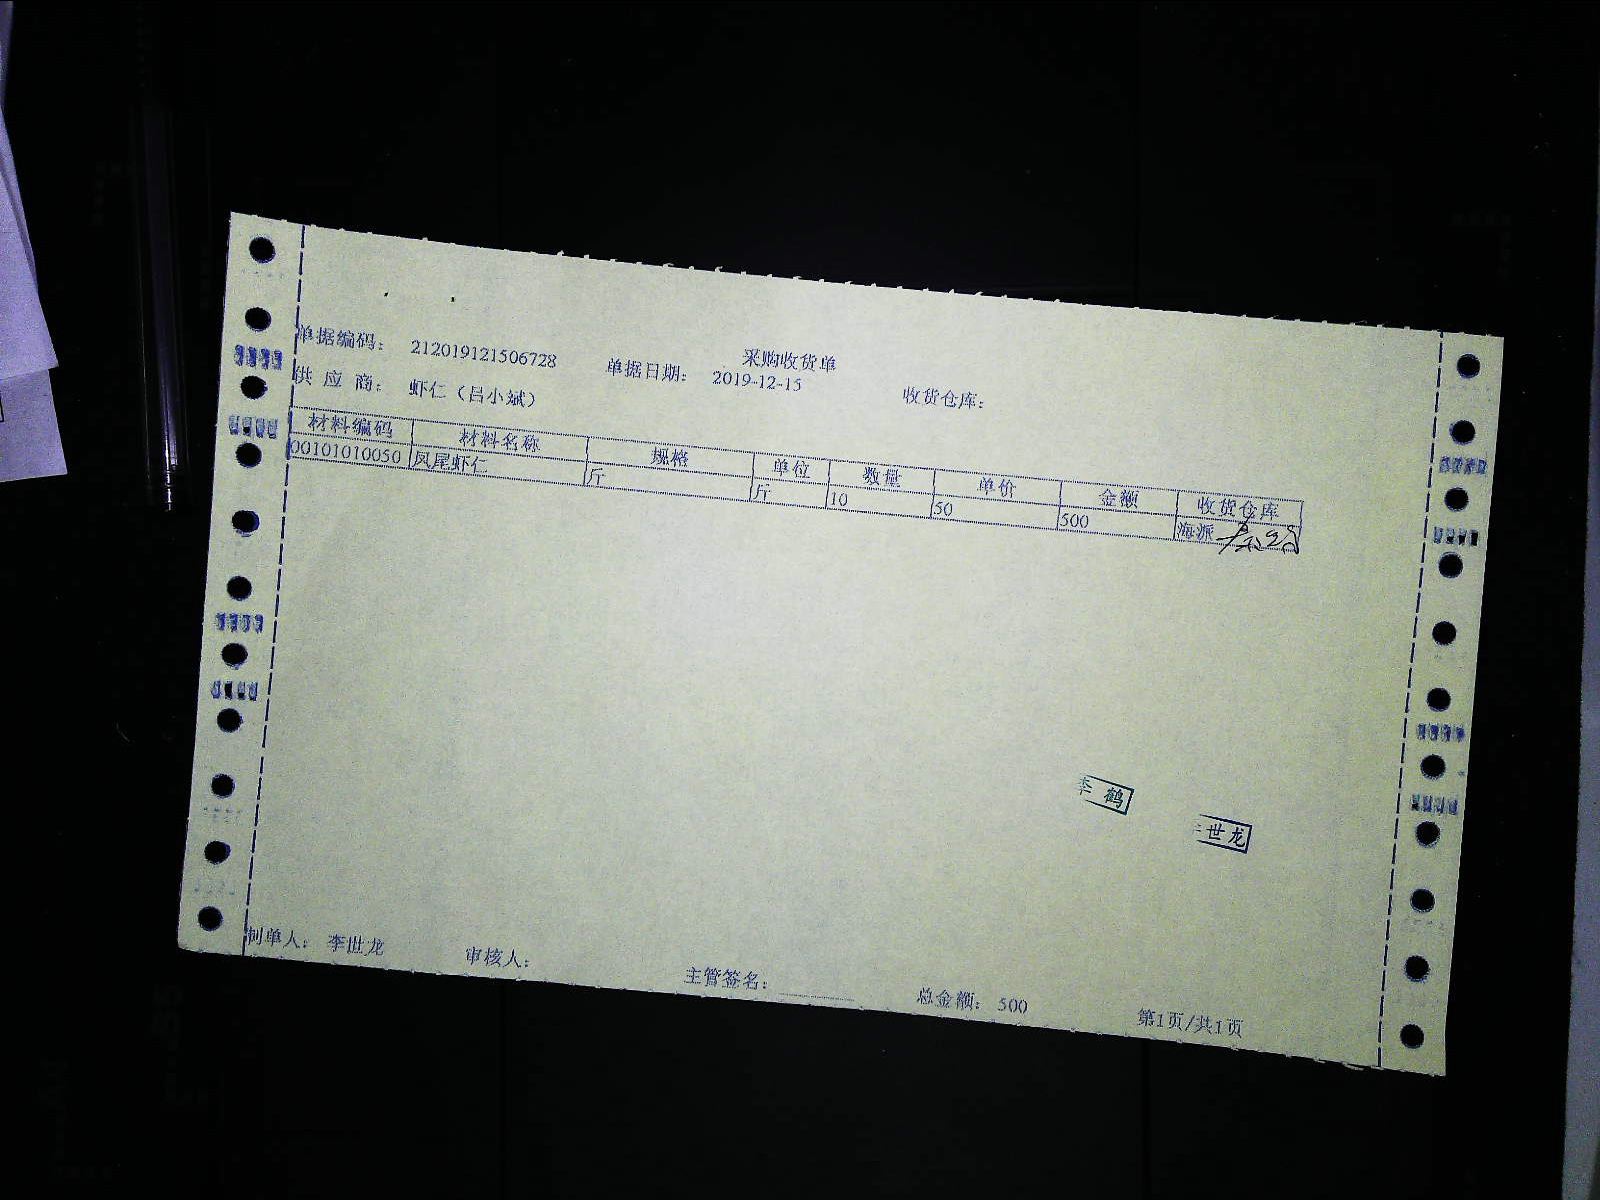 采购收货单
单据编码： 212019121506728 单据日期： 2019-12-15 收货仓库：
供 应 商： 虾仁（吕小斌）
材料编码 材料名称 规格 单位 数量 单价 金额 收货仓库
00101010050 凤尾虾仁 斤 斤 10 50 500 海派
李 鹤
世龙
制单人： 李世龙 审核人： 主管签名： 总金额： 500 第1页/共1页